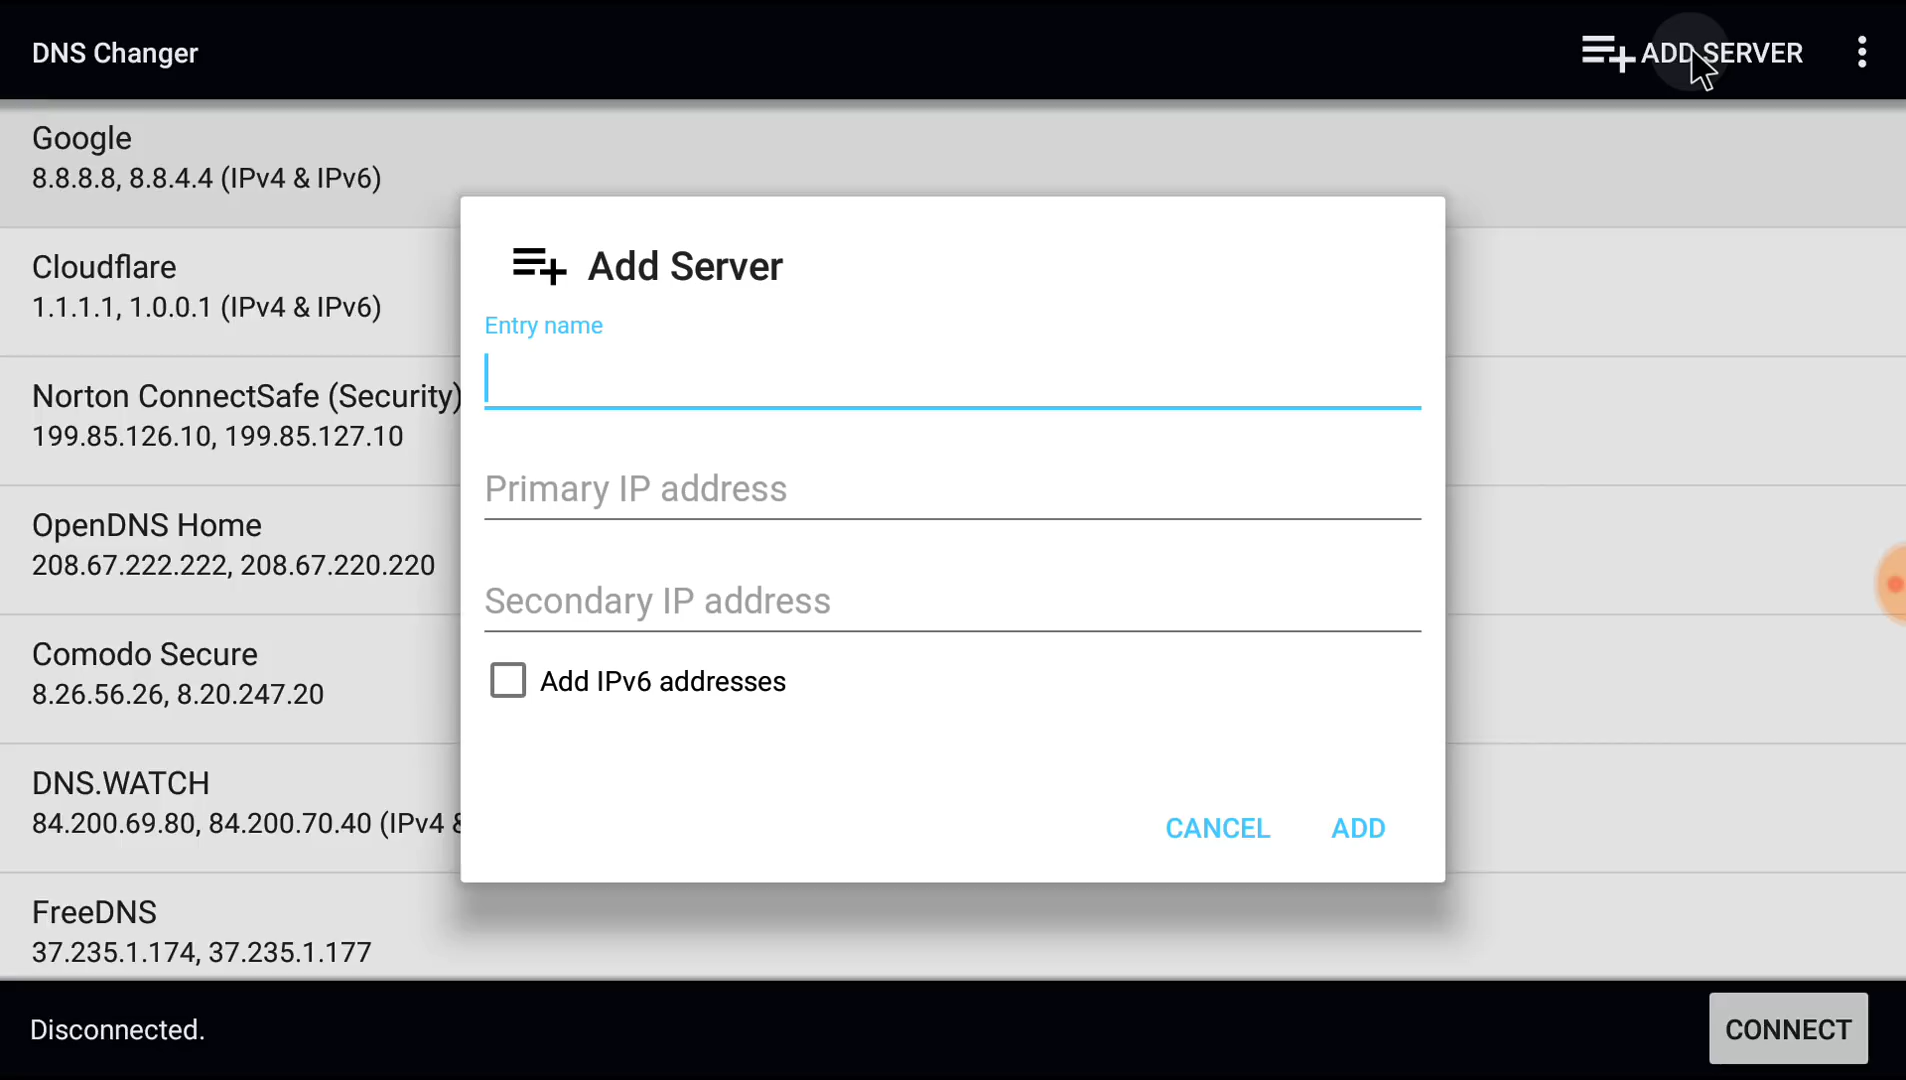 DNS Changer
ADD SERVER
Google
8.8.8.8, 8.8.4.4 (IPv4 & IPv6)
Cloudflare
1.1.1.1, 1.0.0.1 (IPv4 & IPv6)
Norton ConnectSafe (Security)
199.85.126.10, 199.85.127.10
OpenDNS Home
208.67.222.222, 208.67.220.220
Comodo Secure
8.26.56.26, 8.20.247.20
DNS.WATCH
84.200.69.80, 84.200.70.40 (IPv4 &
FreeDNS
37.235.1.174, 37.235.1.177
Add Server
Entry name
Primary IP address
Secondary IP address
Add IPv6 addresses
CANCEL ADD
Disconnected.
CONNECT